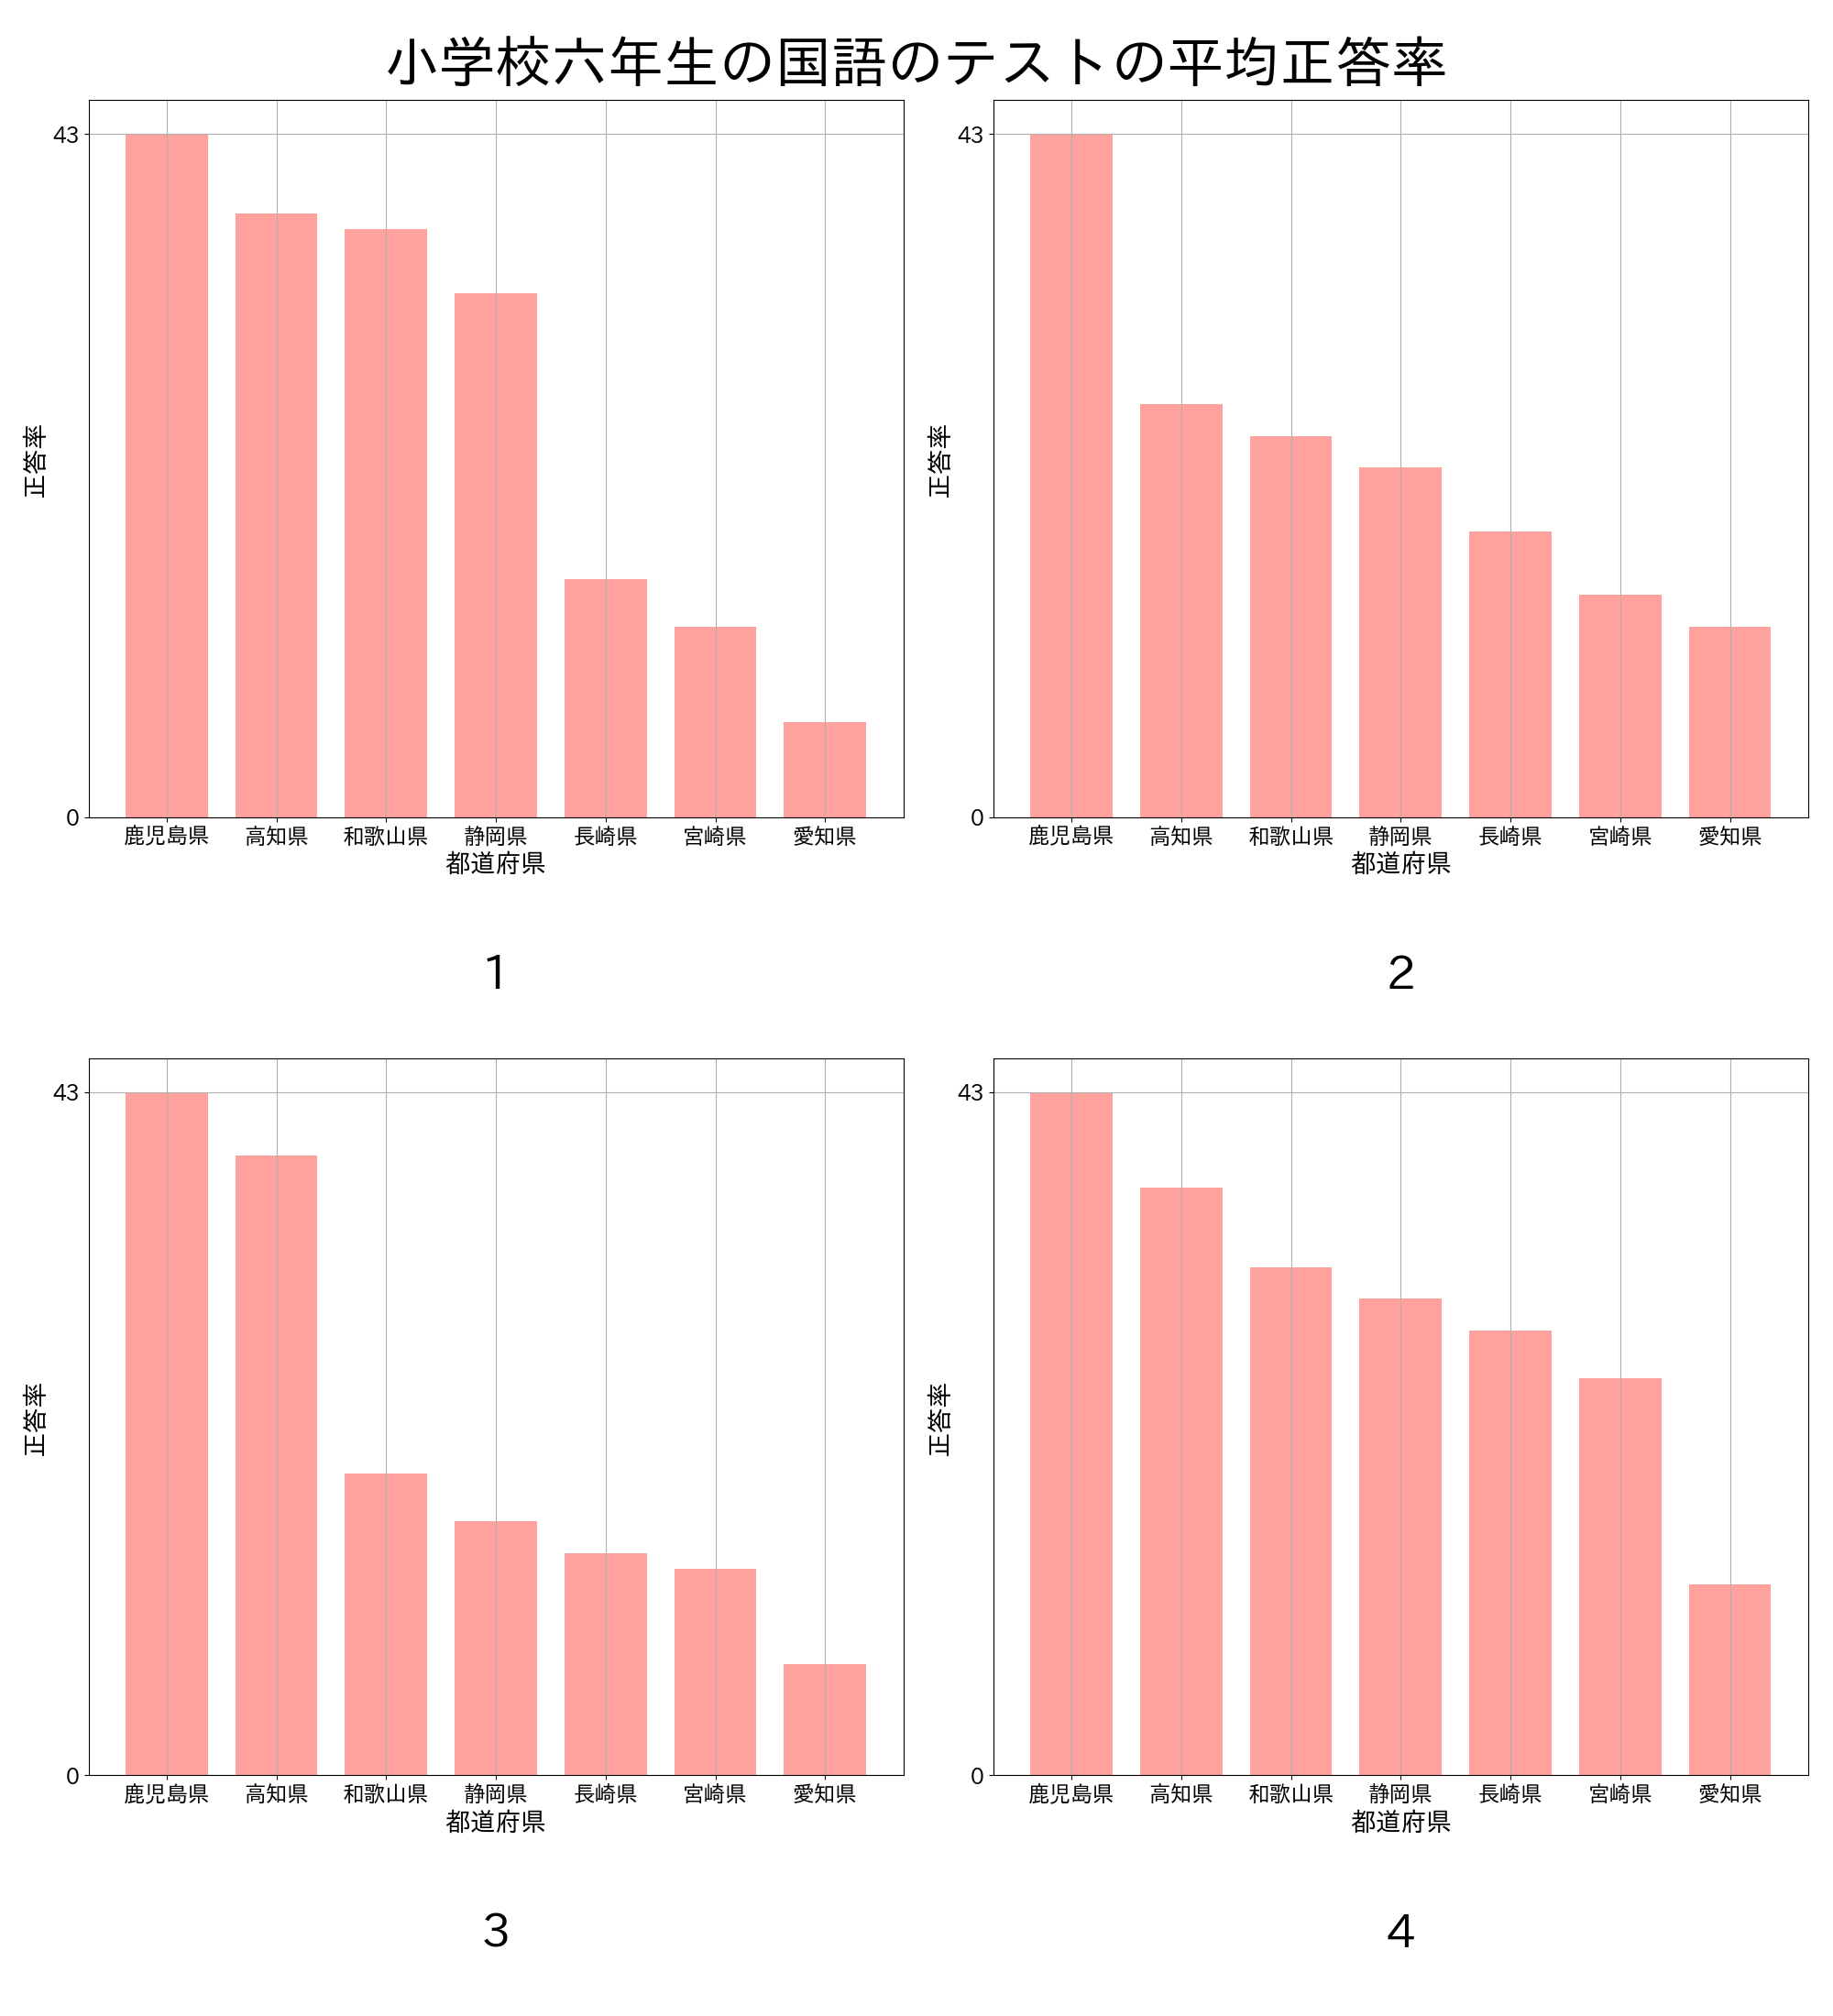 小学校六年生の国語のテストの平均正答率
43
0
正答率
鹿児島県 高知県 和歌山県 静岡県 長崎県 宮崎県 愛知県
都道府県
1
43
0
正答率
鹿児島県 高知県 和歌山県 静岡県 長崎県 宮崎県 愛知県
都道府県
2
43
0
正答率
鹿児島県 高知県 和歌山県 静岡県 長崎県 宮崎県 愛知県
都道府県
3
43
0
正答率
鹿児島県 高知県 和歌山県 静岡県 長崎県 宮崎県 愛知県
都道府県
4